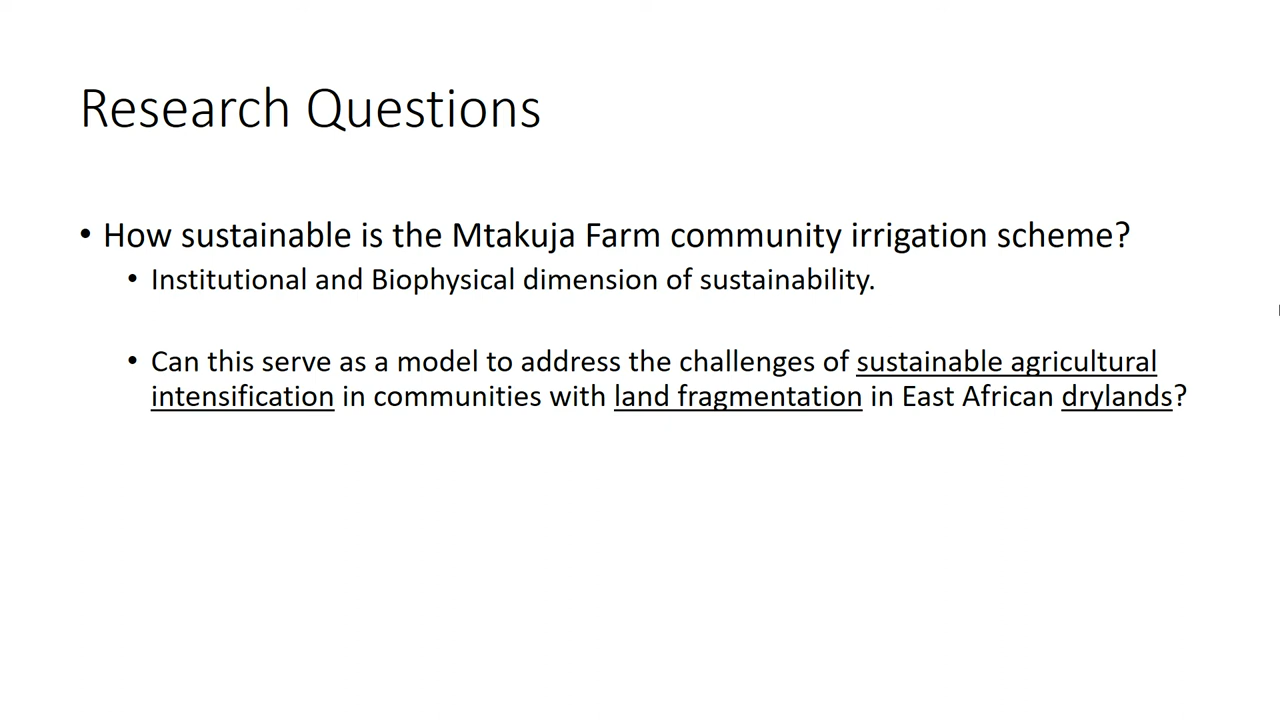 Research Questions
• How sustainable is the Mtakuja Farm community irrigation scheme?
• Institutional and Biophysical dimension of sustainability.
• Can this serve as a model to address the challenges of sustainable agricultural
intensification in communities with land fragmentation in East African drylands?